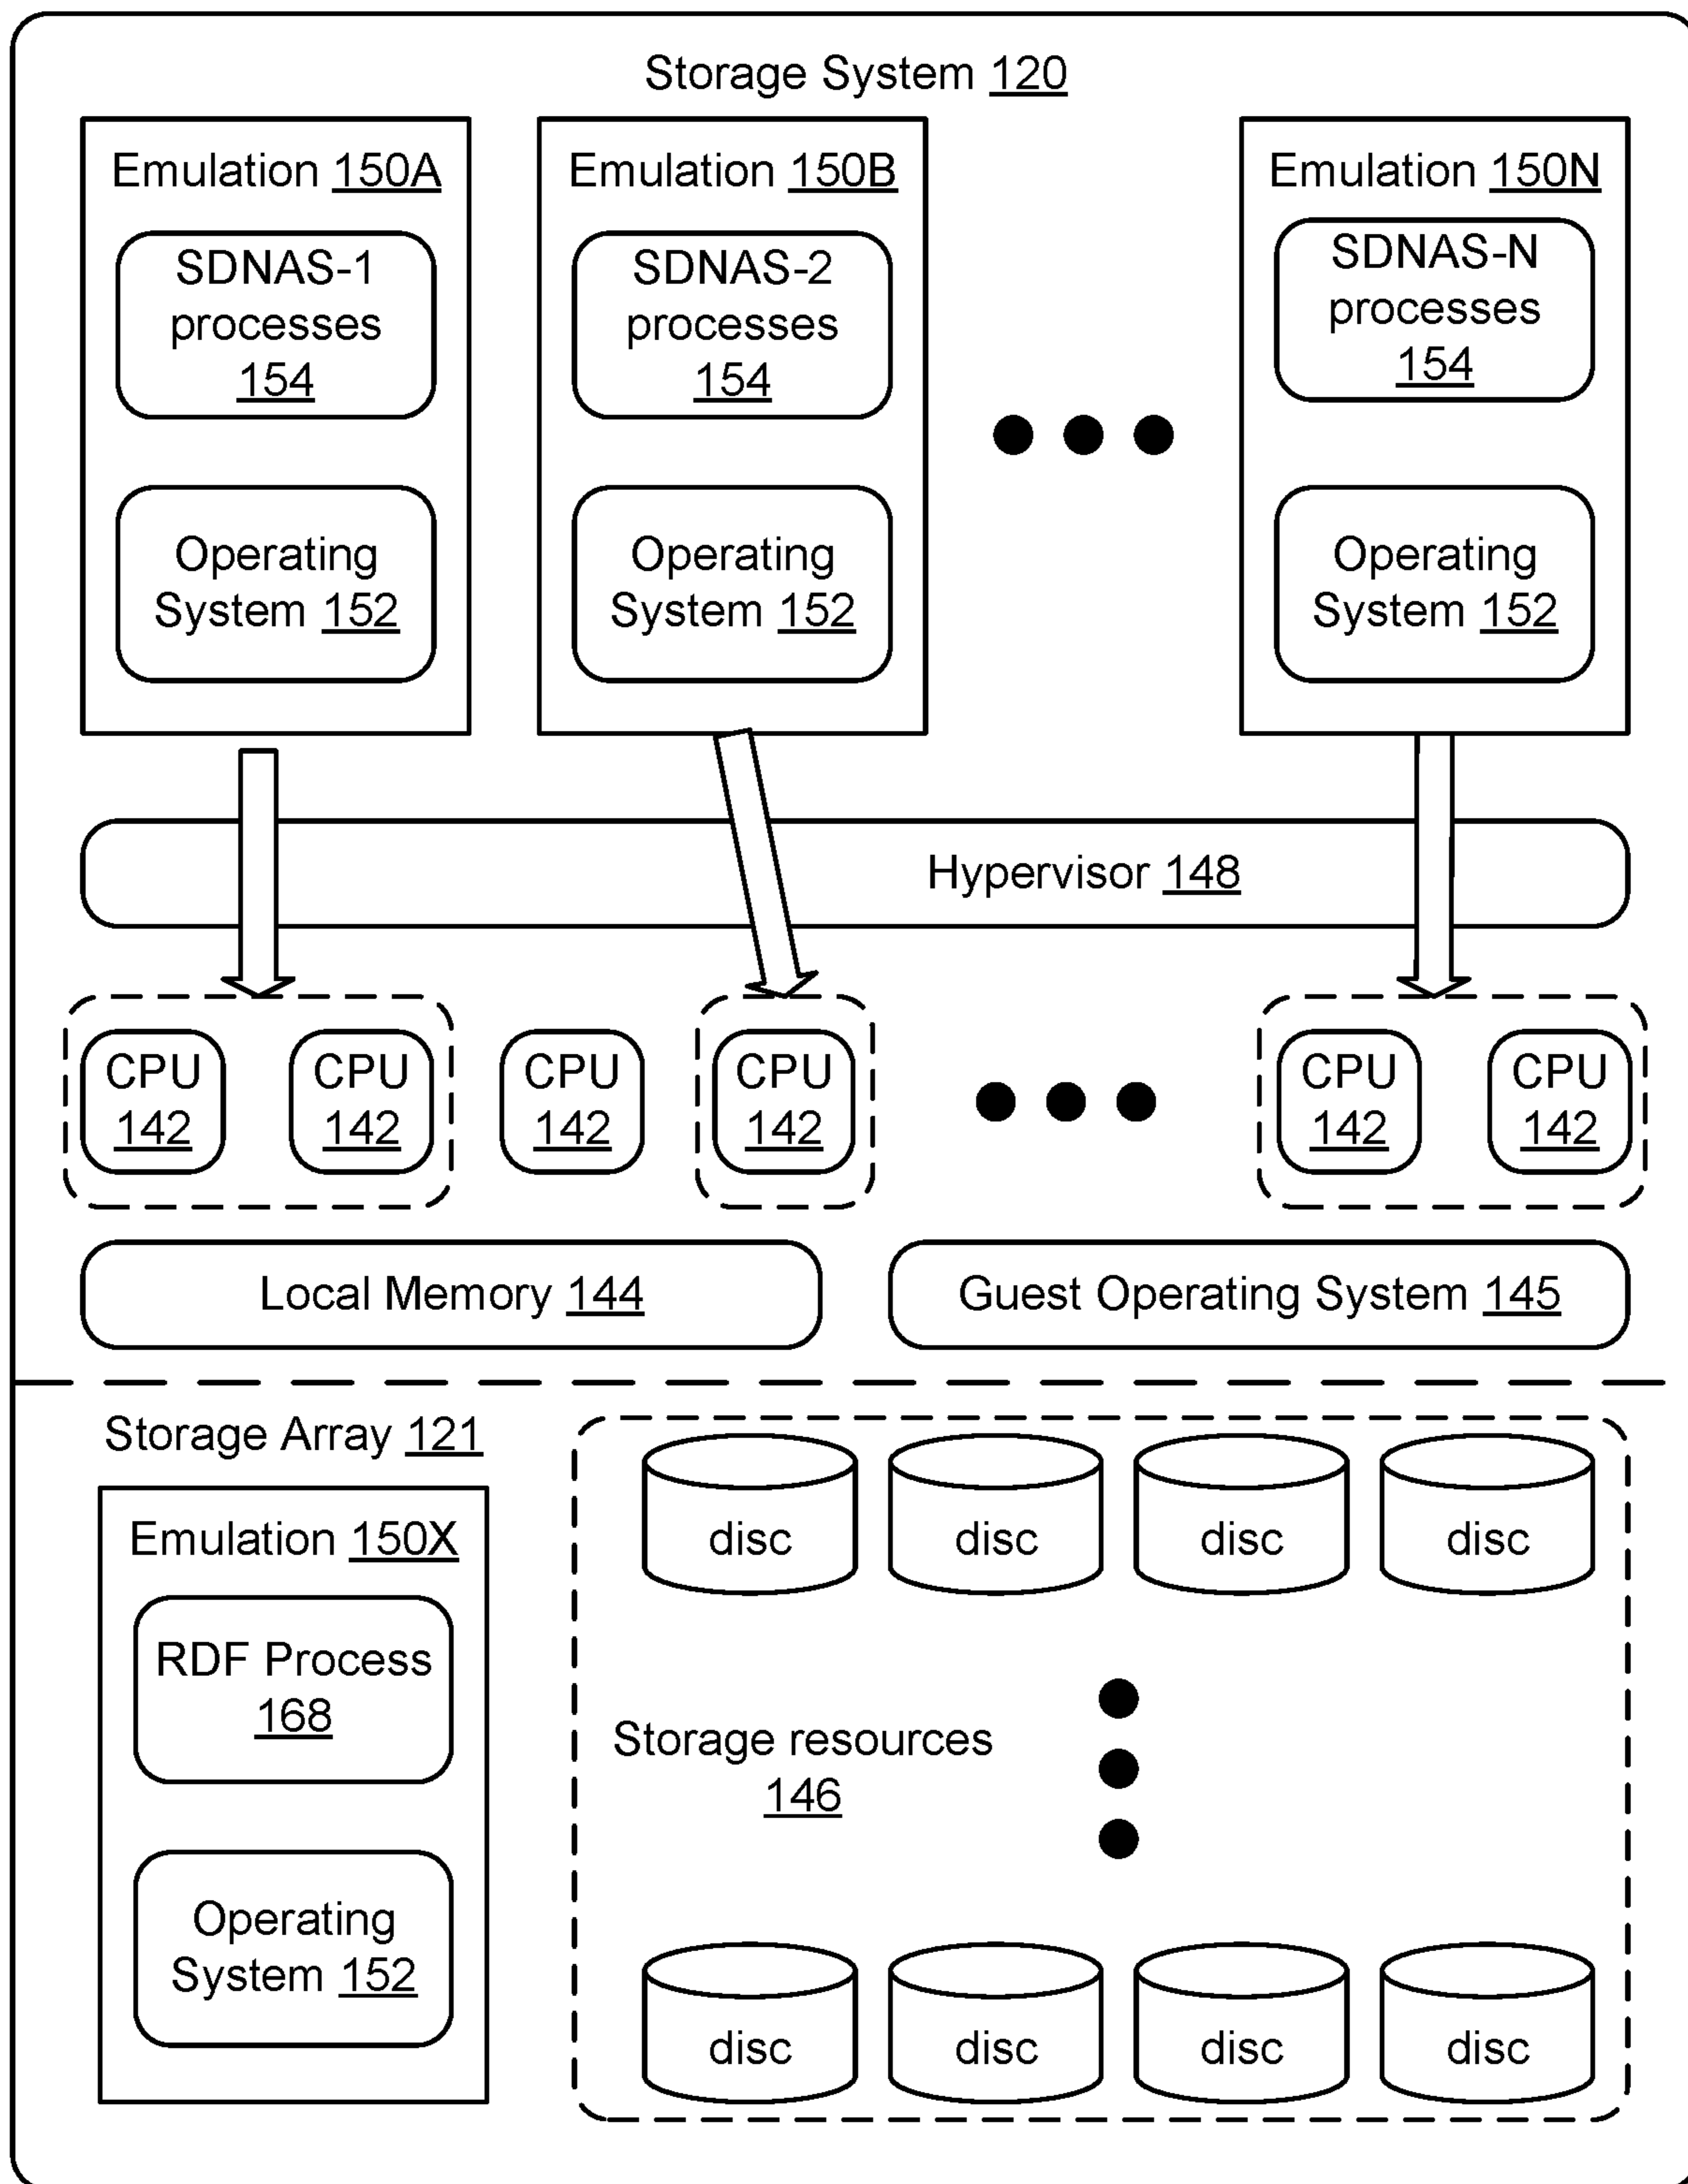 Storage System 120
Emulation 150A
SDNAS-1
processes
154
Operating
System 152
Emulation 150B
SDNAS-2
processes
154
Operating
System 152
Emulation 150N
SDNAS-N
processes
154
Operating
System 152
Hypervisor 148
CPU
142
CPU
142
CPU
142
CPU
142
CPU
142
CPU
142
Local Memory 144
Guest Operating System 145
Storage Array 121
Emulation 150X
RDF Process
168
Operating
System 152
disc
disc
disc
disc
Storage resources
146
disc
disc
disc
disc